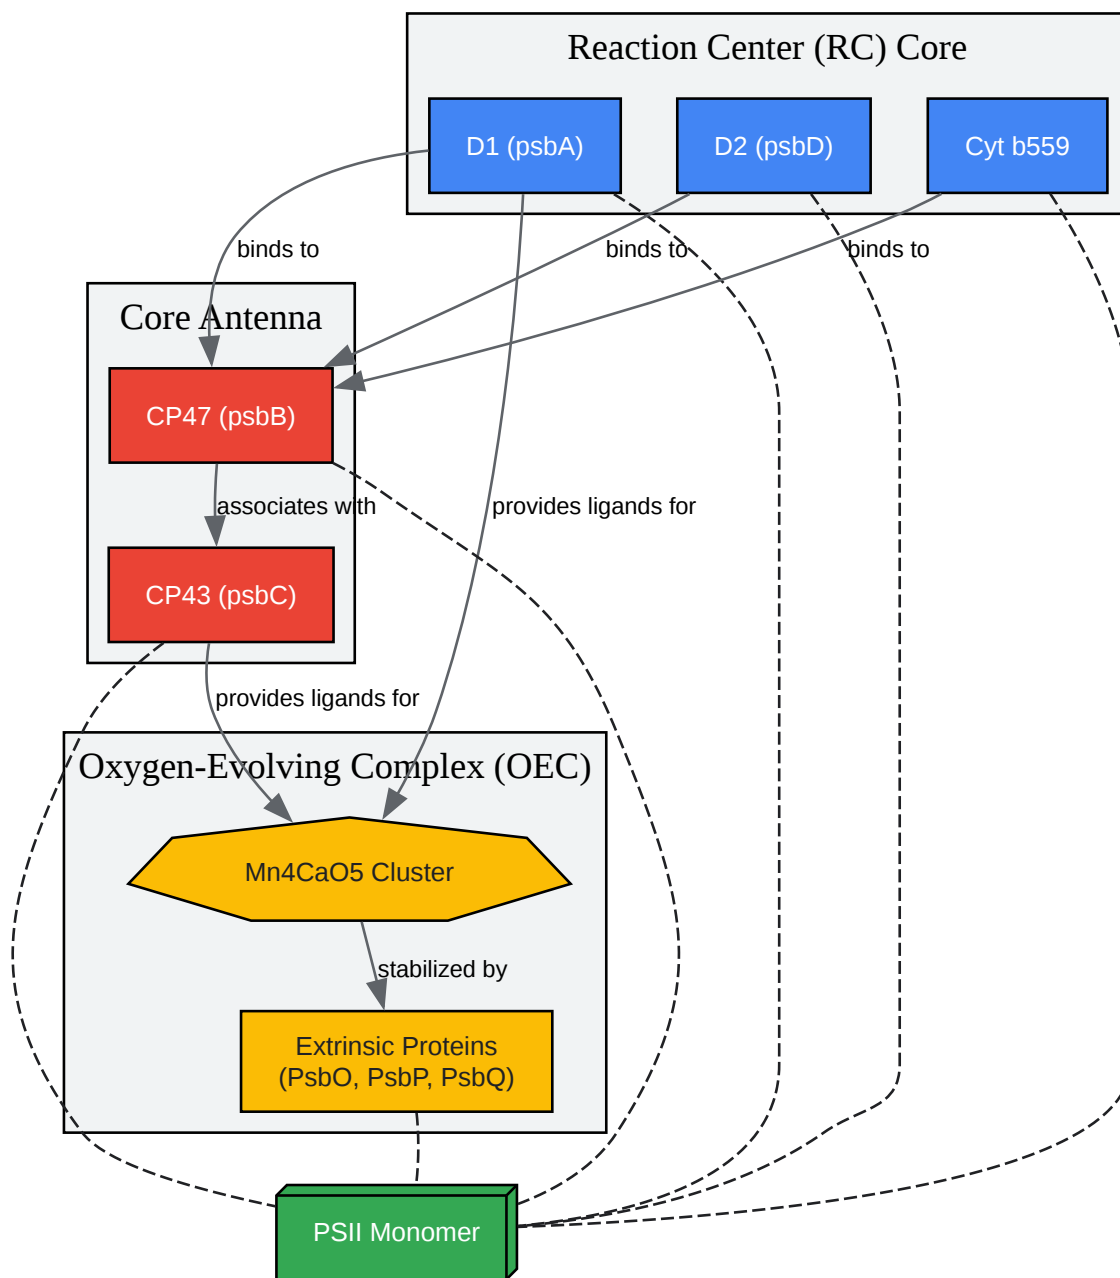 Reaction Center (RC) Core
D1 (psbA)
D2 (psbD)
Cyt b559
binds to
binds to
binds to
Core Antenna
CP47 (psbB)
associates with
provides ligands for
CP43 (psbC)
provides ligands for
Oxygen-Evolving Complex (OEC)
Mn4CaO5 Cluster
stabilized by
Extrinsic Proteins
(PsbO, PsbP, PsbQ)
PSII Monomer